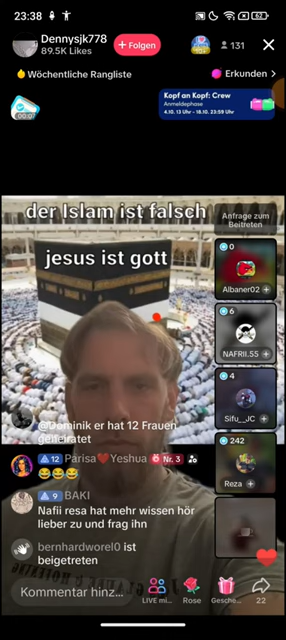 23:38
62
Dennysjk778
89.5K Likes
+ Folgen
131
Wöchentliche Rangliste
Erkunden >
00:07
Kopf an Kopf: Crew
Anmeldephase
4.10. 13 Uhr – 18.10. 23:59 Uhr
der Islam ist falsch
jesus ist gott
Anfrage zum
Beitreten
0
Albaner02 +
6
NAFRII.55 +
4
Sifu_JC +
242
Reza +
@Dominik er hat 12 Frauen
geheiratet
12 Parisa❤️Yeshua Nr. 3
😂😂😂
9 BAKI
Nafii resa hat mehr wissen hör
lieber zu und frag ihn
bernhardworel0 ist
beigetreten
Kommentar hinz...
LIVE mi...
Rose
Gesche...
22